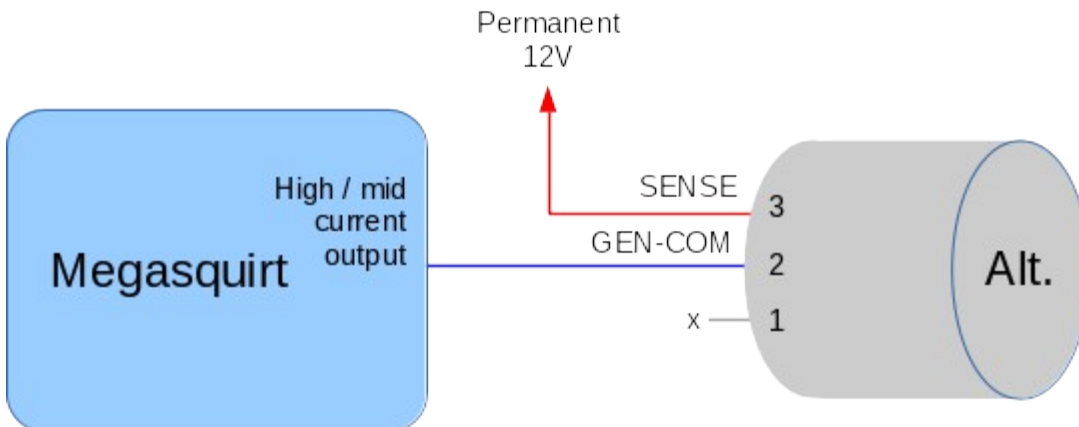 Permanent
12V
High / mid
current
output
Megasquirt
SENSE
3
GEN-COM
2
x
1
Alt.